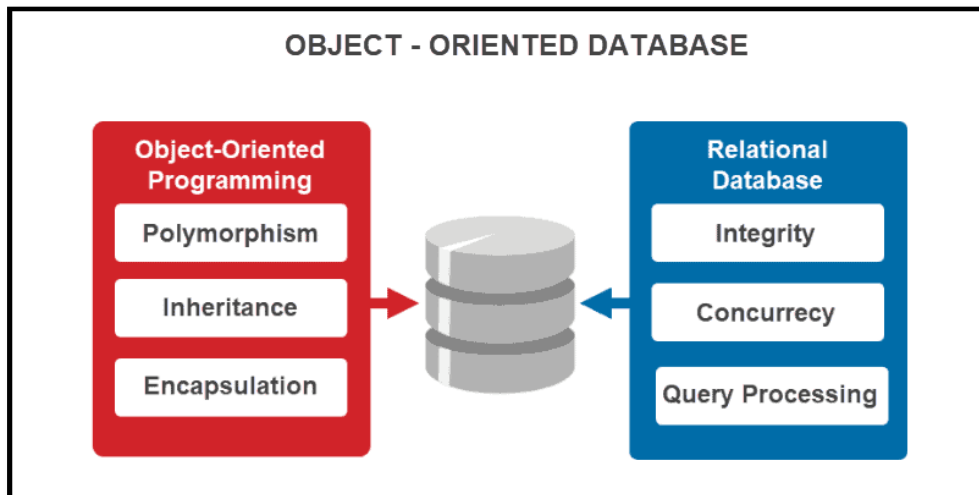 OBJECT - ORIENTED DATABASE
Object-Oriented
Programming
Polymorphism
Inheritance
Encapsulation
Relational
Database
Integrity
Concurrecy
Query Processing